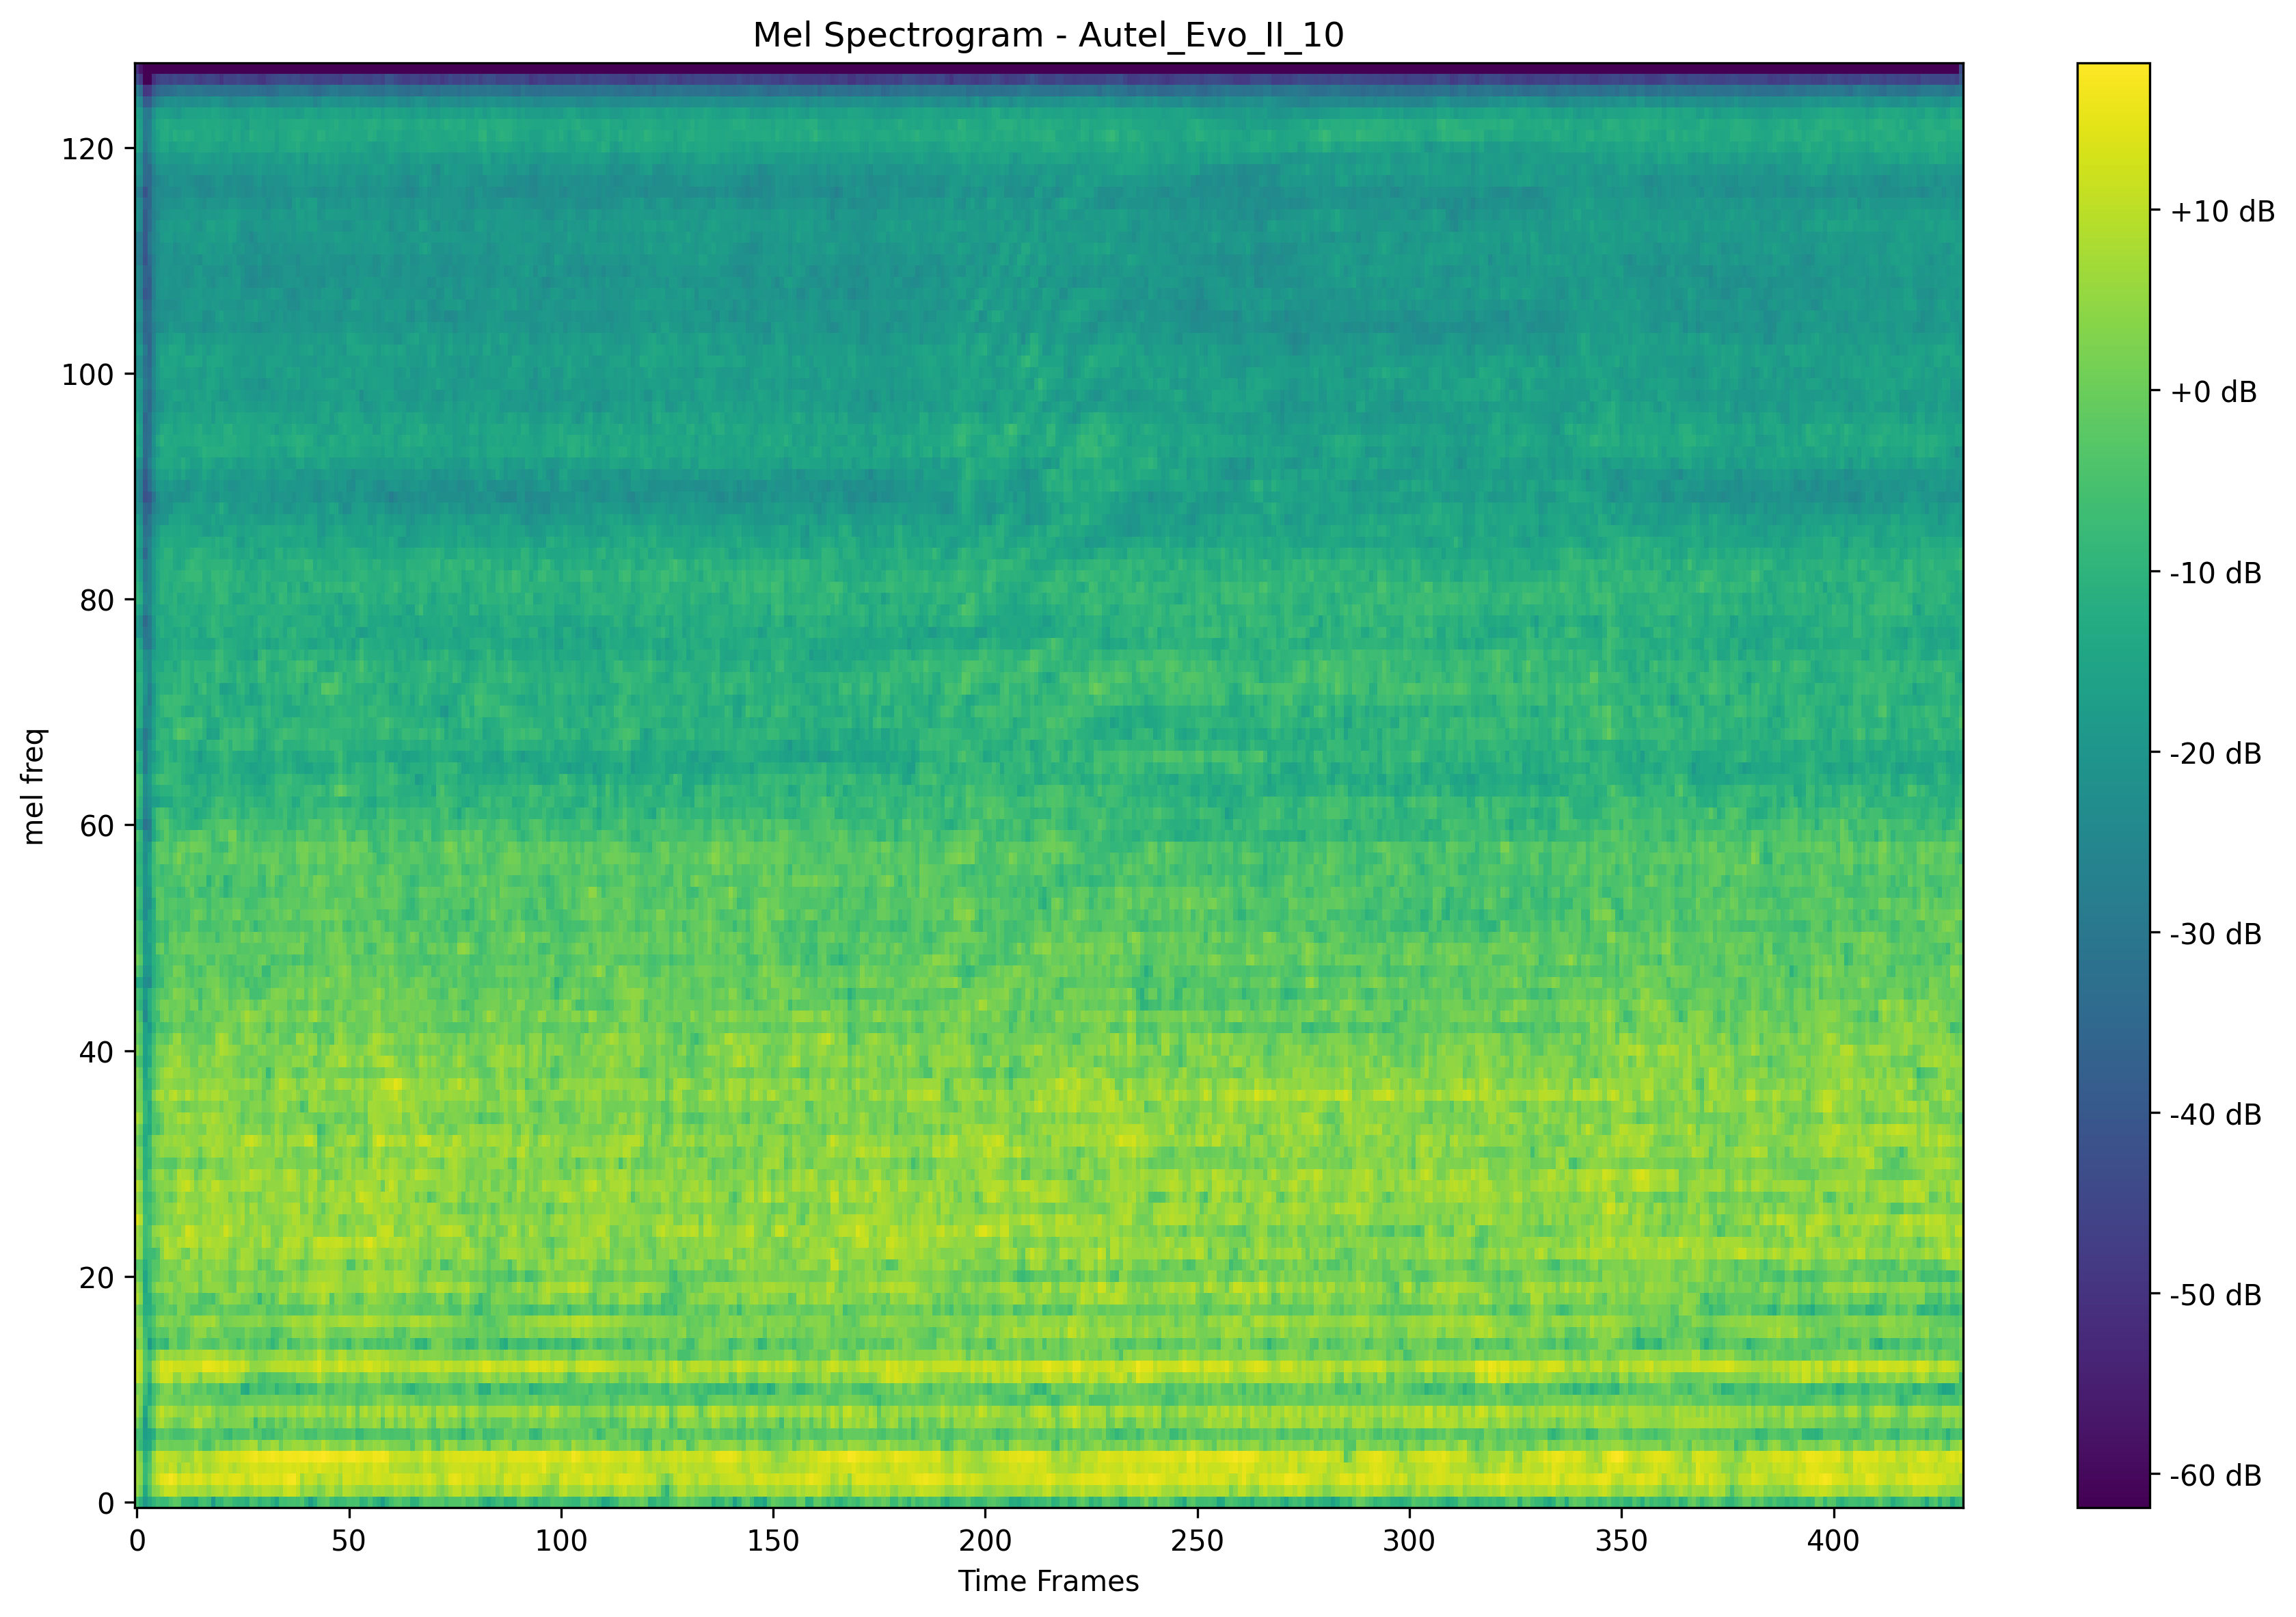 Mel Spectrogram - Autel_Evo_II_10
mel freq
120
100
80
60
40
20
0
0 50 100 150 200 250 300 350 400
Time Frames
+10 dB
+0 dB
-10 dB
-20 dB
-30 dB
-40 dB
-50 dB
-60 dB